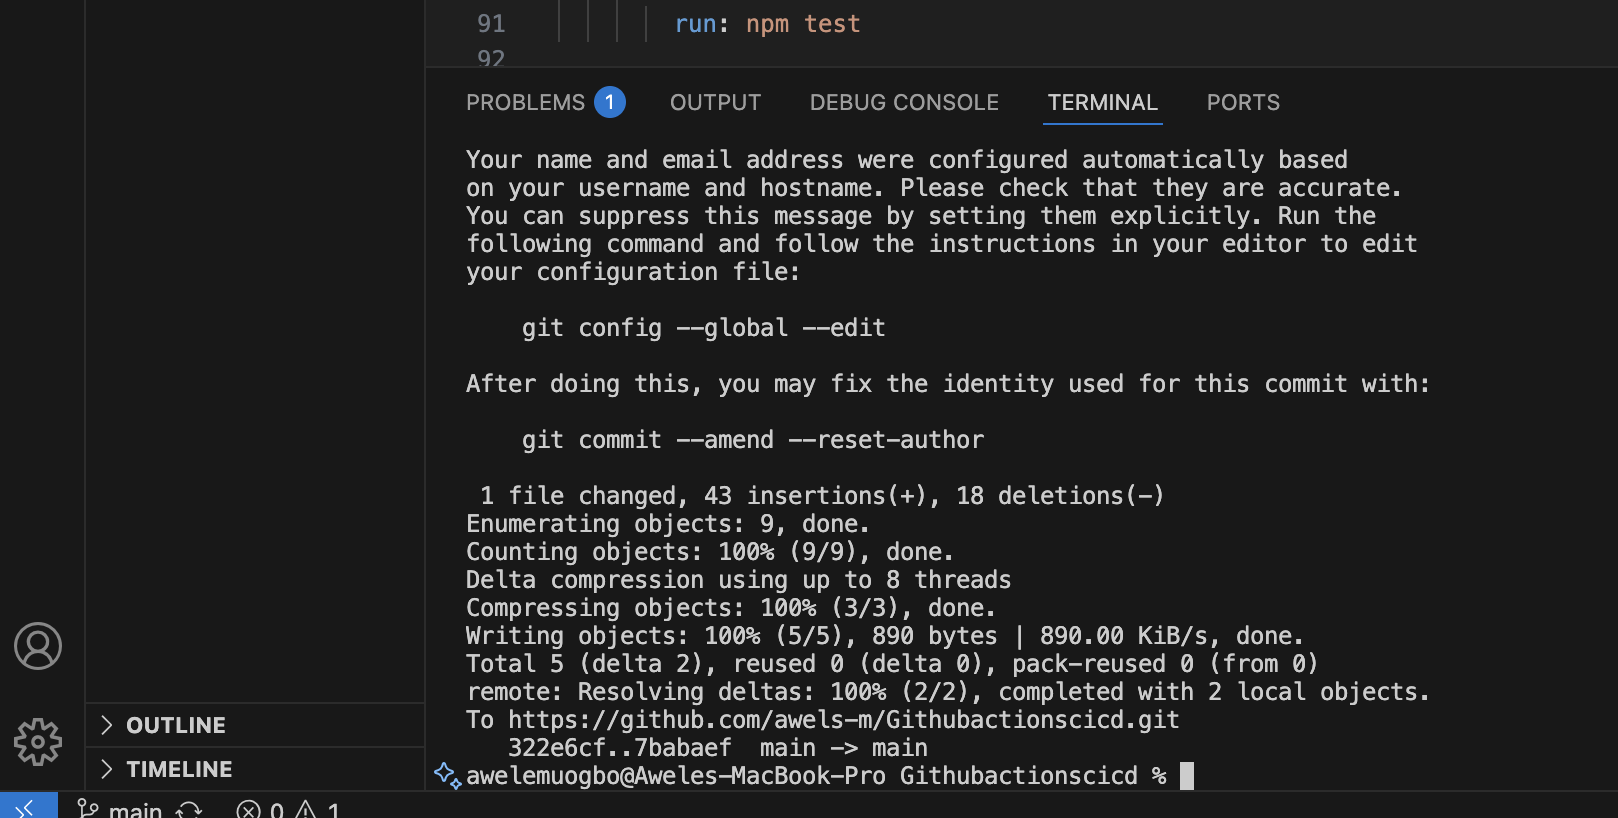 91 run: npm test
92
PROBLEMS 1 OUTPUT DEBUG CONSOLE TERMINAL PORTS
Your name and email address were configured automatically based
on your username and hostname. Please check that they are accurate.
You can suppress this message by setting them explicitly. Run the
following command and follow the instructions in your editor to edit
your configuration file:
git config --global --edit
After doing this, you may fix the identity used for this commit with:
git commit --amend --reset-author
1 file changed, 43 insertions(+), 18 deletions(-)
Enumerating objects: 9, done.
Counting objects: 100% (9/9), done.
Delta compression using up to 8 threads
Compressing objects: 100% (3/3), done.
Writing objects: 100% (5/5), 890 bytes | 890.00 KiB/s, done.
Total 5 (delta 2), reused 0 (delta 0), pack-reused 0 (from 0)
remote: Resolving deltas: 100% (2/2), completed with 2 local objects.
To https://github.com/awels-m/Githubactionscicd.git
322e6cf..7babaef main -> main
awelemuogbo@Aweles-MacBook-Pro Githubactionscicd %
OUTLINE
TIMELINE
main 0 1